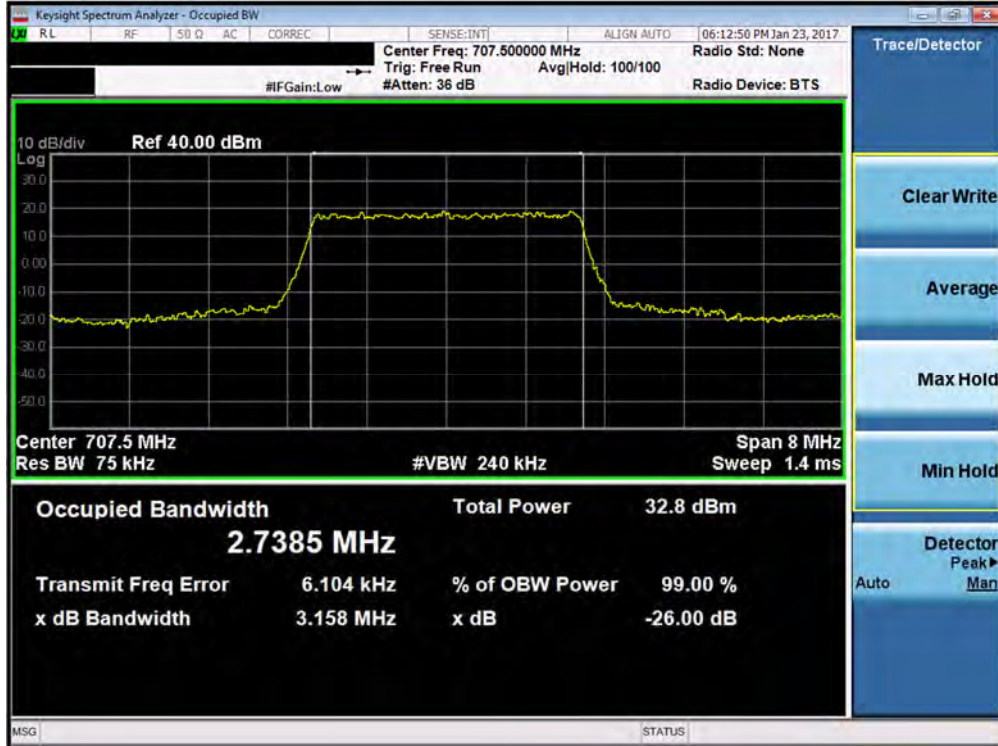 Keysight Spectrum Analyzer - Occupied BW
LXI RL RF 50 Ω AC CORREC SENSE:INT ALIGN AUTO 06:12:50 PM Jan 23, 2017
Center Freq: 707.500000 MHz Radio Std: None
Trig: Free Run Avg|Hold: 100/100
#IFGain:Low #Atten: 36 dB Radio Device: BTS
10 dB/div Ref 40.00 dBm
Log
30.0
20.0
10.0
0.00
-10.0
-20.0
-30.0
-40.0
-50.0
Center 707.5 MHz Span 8 MHz
Res BW 75 kHz #VBW 240 kHz Sweep 1.4 ms
Occupied Bandwidth Total Power 32.8 dBm
2.7385 MHz
Transmit Freq Error 6.104 kHz % of OBW Power 99.00 %
x dB Bandwidth 3.158 MHz x dB -26.00 dB
MSG STATUS
Trace/Detector
Clear Write
Average
Max Hold
Min Hold
Detector
Peak▶
Auto Man